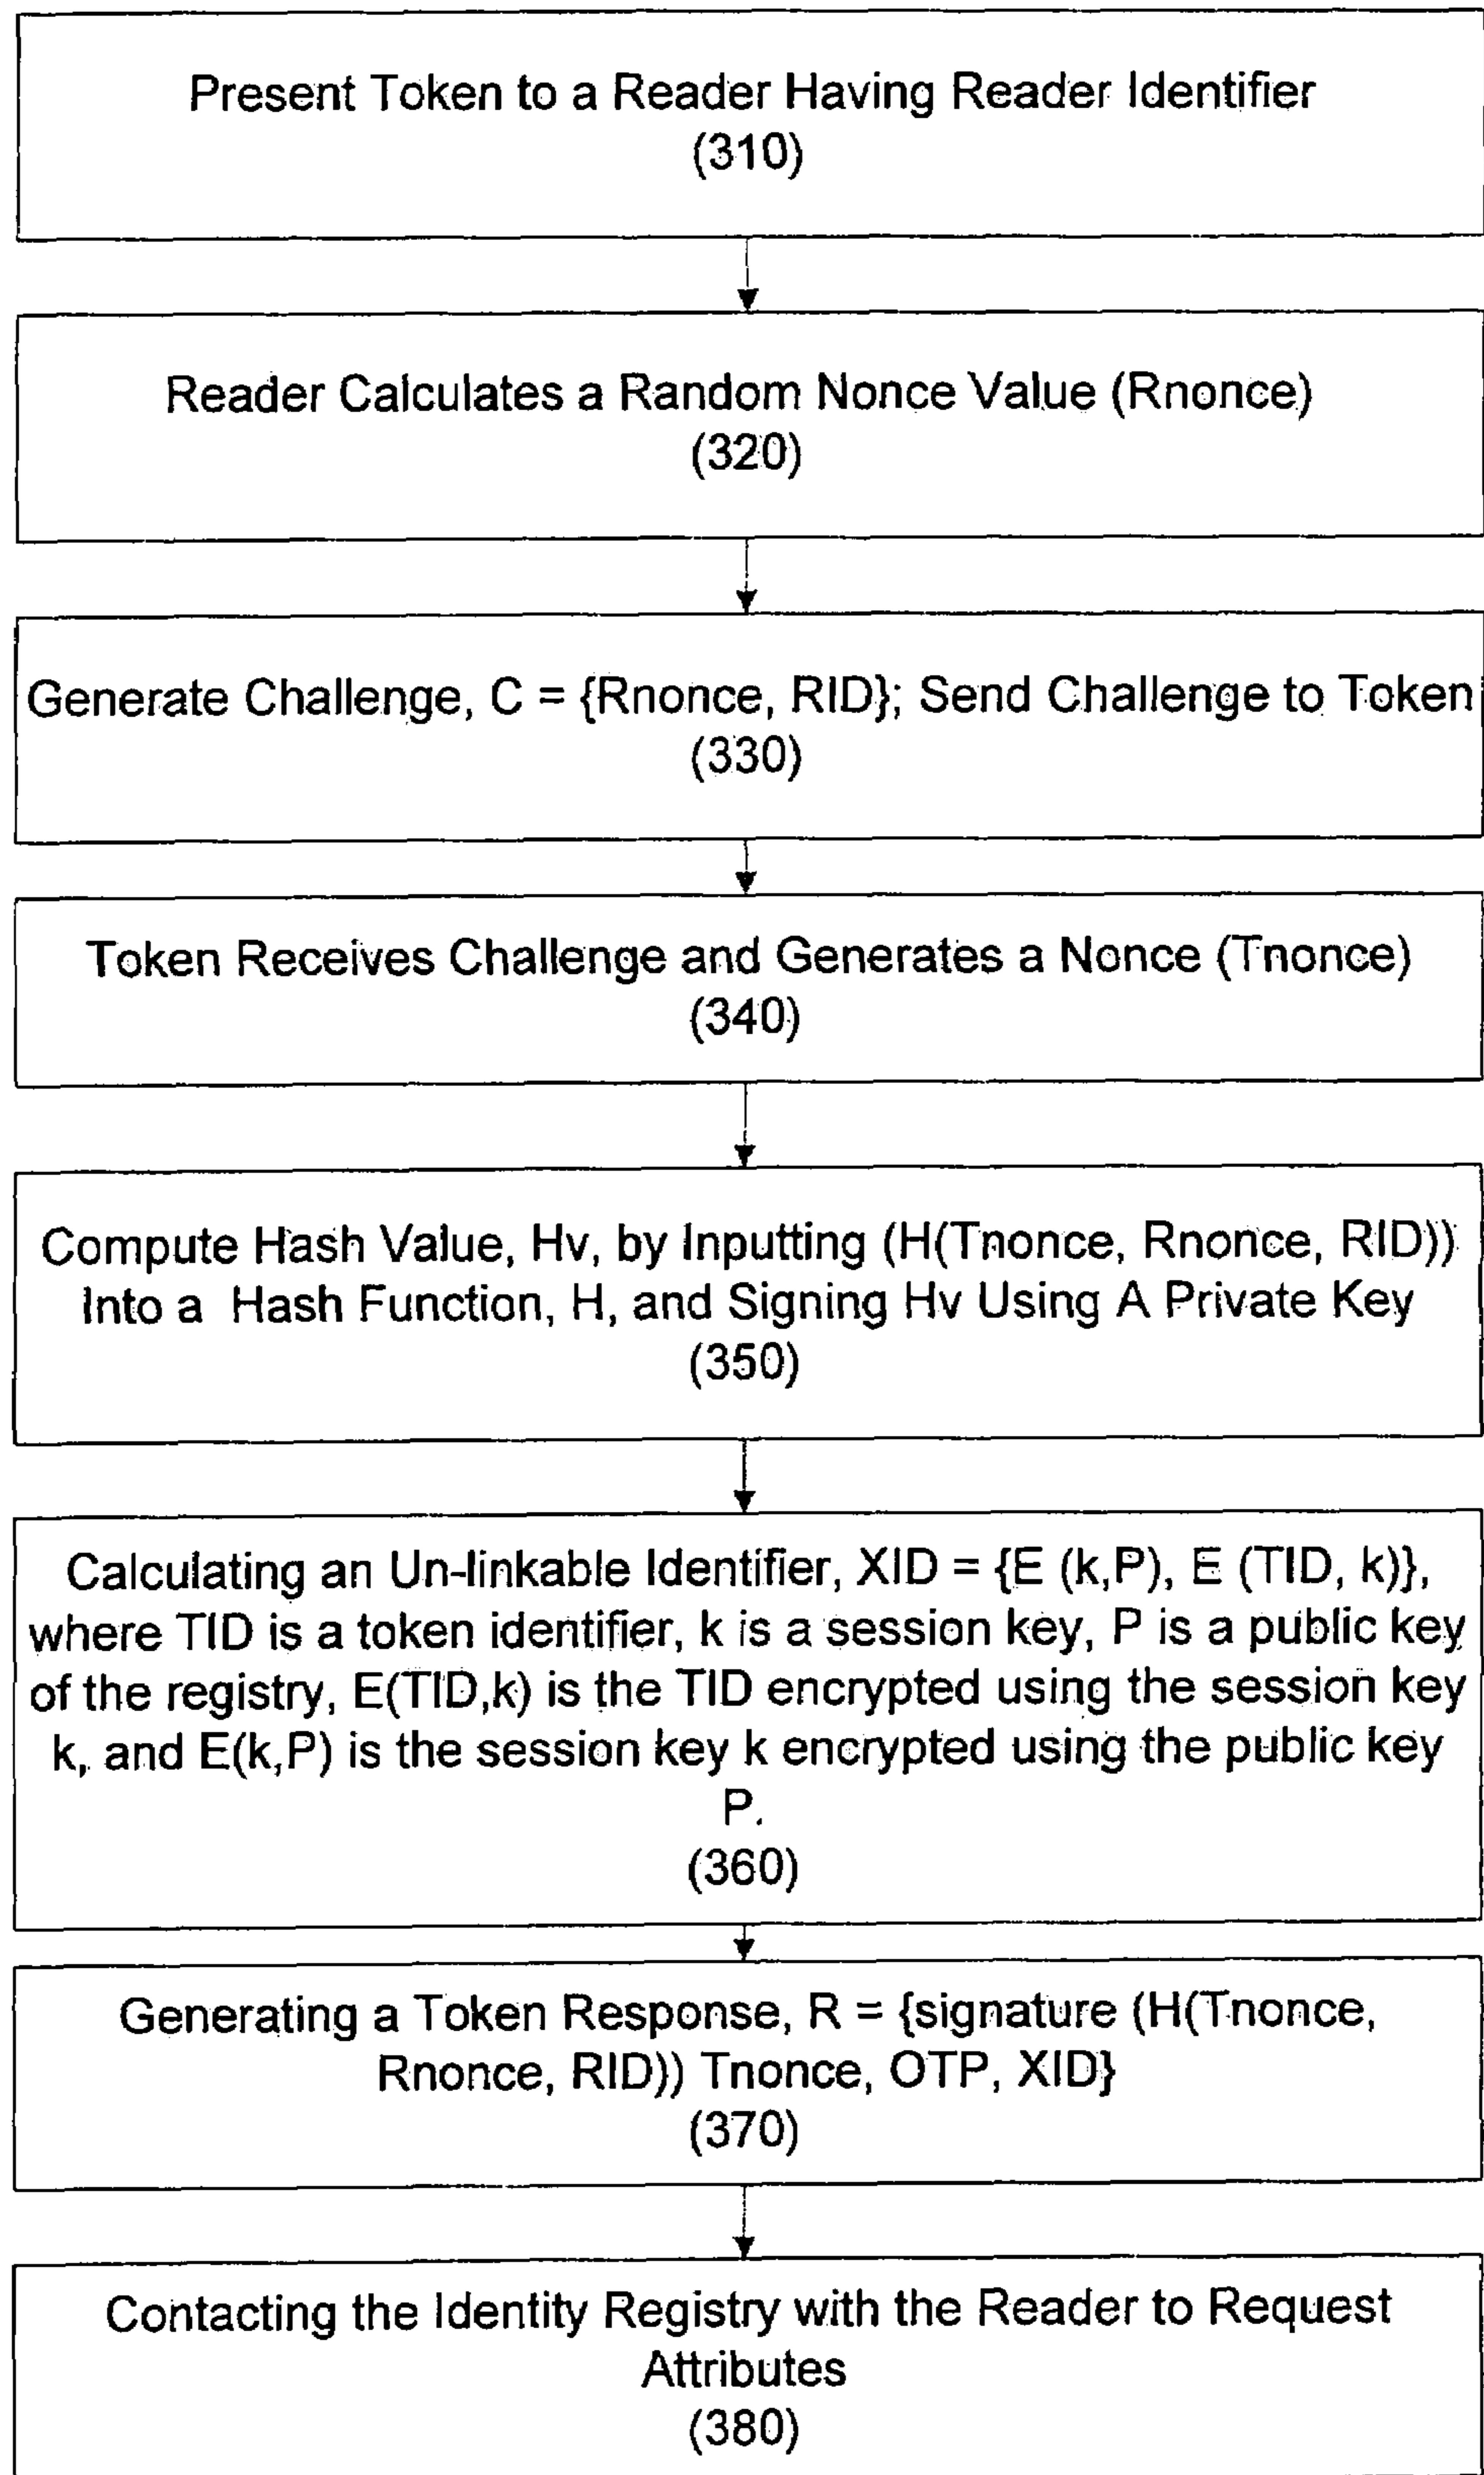 Present Token to a Reader Having Reader Identifier
(310)
Reader Calculates a Random Nonce Value (Rnonce)
(320)
Generate Challenge, C = {Rnonce, RID}; Send Challenge to Token
(330)
Token Receives Challenge and Generates a Nonce (Tnonce)
(340)
Compute Hash Value, Hv, by Inputting (H(Tnonce, Rnonce, RID))
Into a Hash Function, H, and Signing Hv Using A Private Key
(350)
Calculating an Un-linkable Identifier, XID = {E (k,P), E (TID, k)},
where TID is a token identifier, k is a session key, P is a public key
of the registry, E(TID,k) is the TID encrypted using the session key
k, and E(k,P) is the session key k encrypted using the public key
P.
(360)
Generating a Token Response, R = {signature (H(Tnonce,
Rnonce, RID)) Tnonce, OTP, XID}
(370)
Contacting the Identity Registry with the Reader to Request
Attributes
(380)